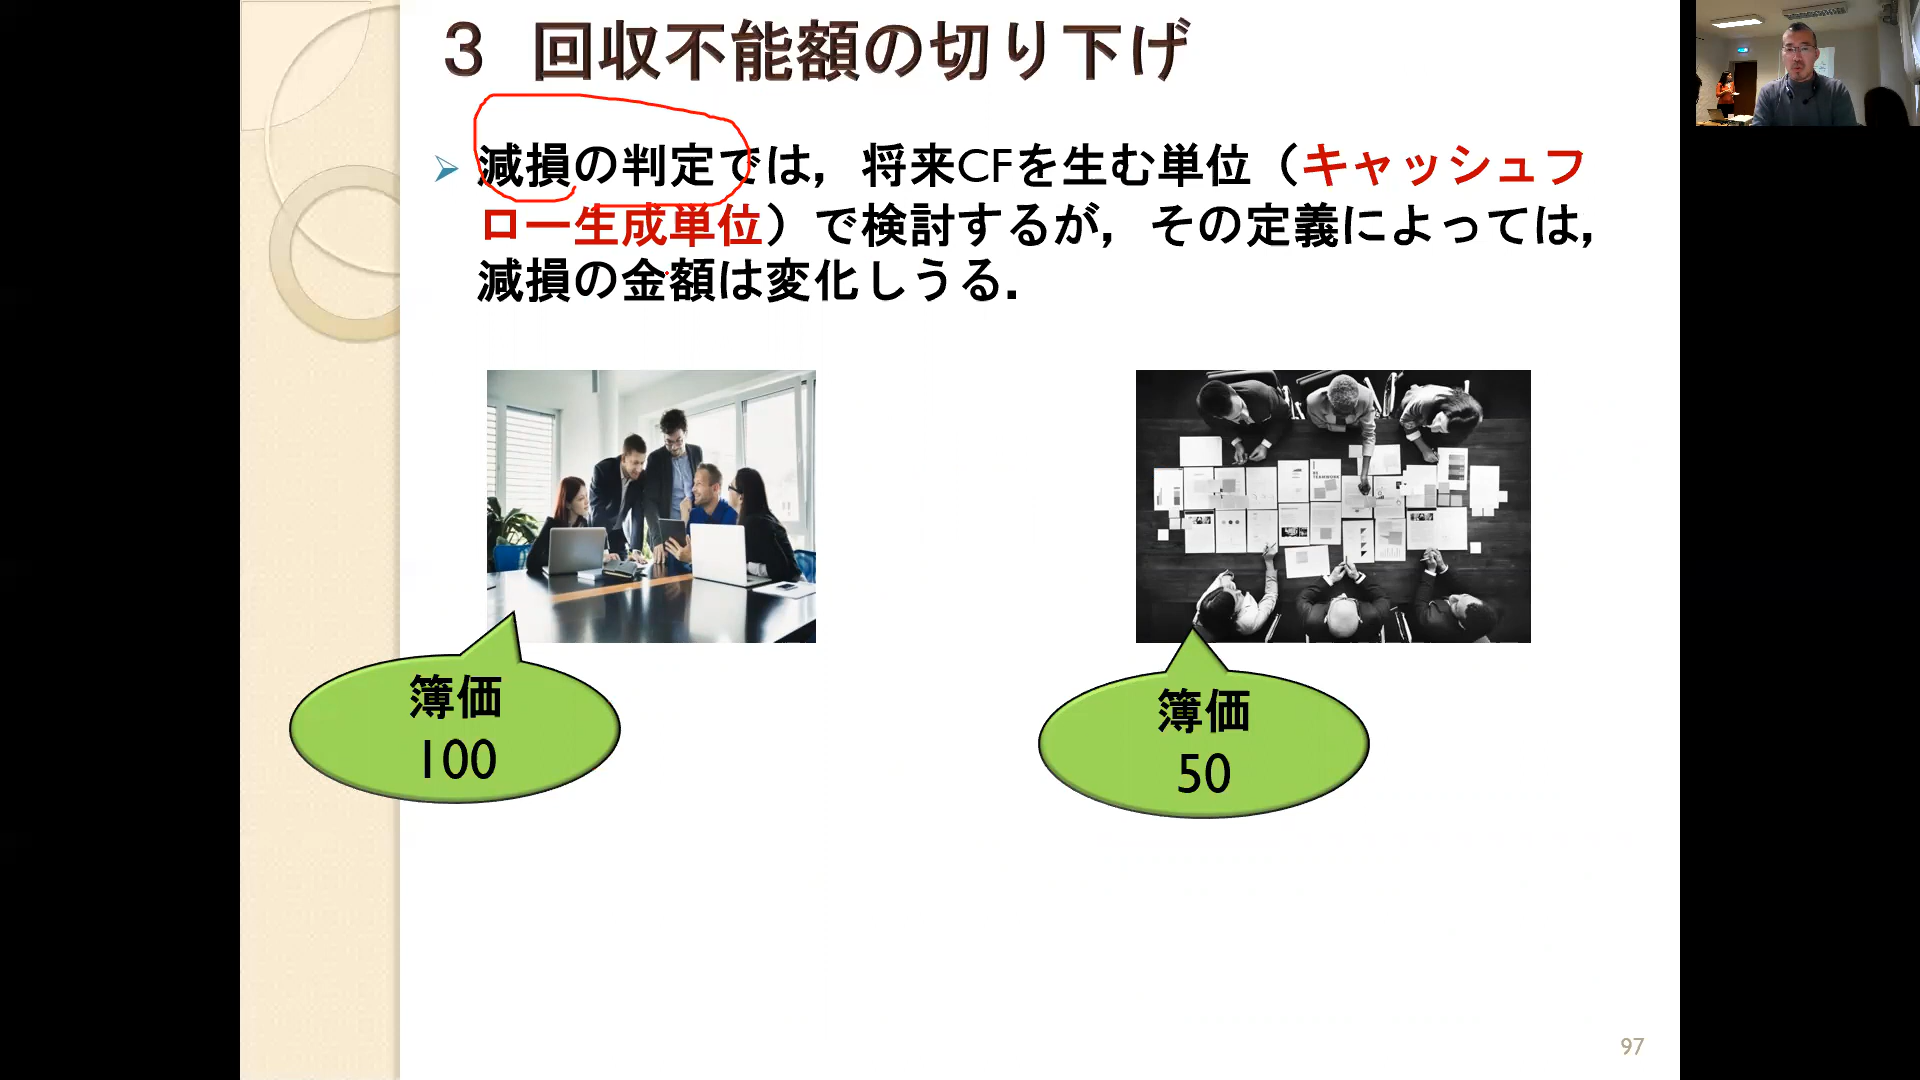 ３　回収不能額の切り下げ
減損の判定では，将来CFを生む単位（キャッシュフ
ロー生成単位）で検討するが，その定義によっては，
減損の金額は変化しうる．
簿価
100
簿価
50
97